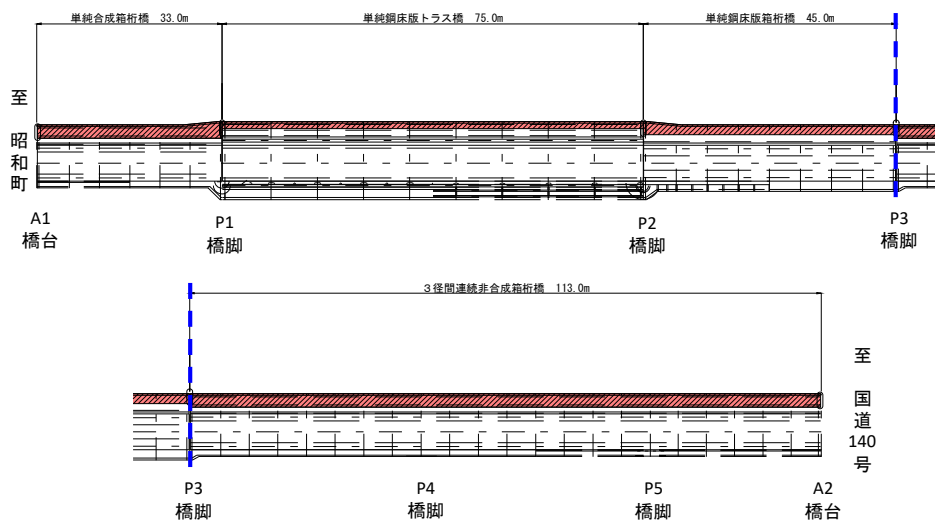 単純合成箱桁橋 33.0m
単純鋼床版トラス橋 75.0m
単純鋼床版箱桁橋 45.0m
至 昭和町
A1
橋台
P1
橋脚
P2
橋脚
P3
橋脚
3径間連続非合成箱桁橋 113.0m
至 国道140号
P3
橋脚
P4
橋脚
P5
橋脚
A2
橋台